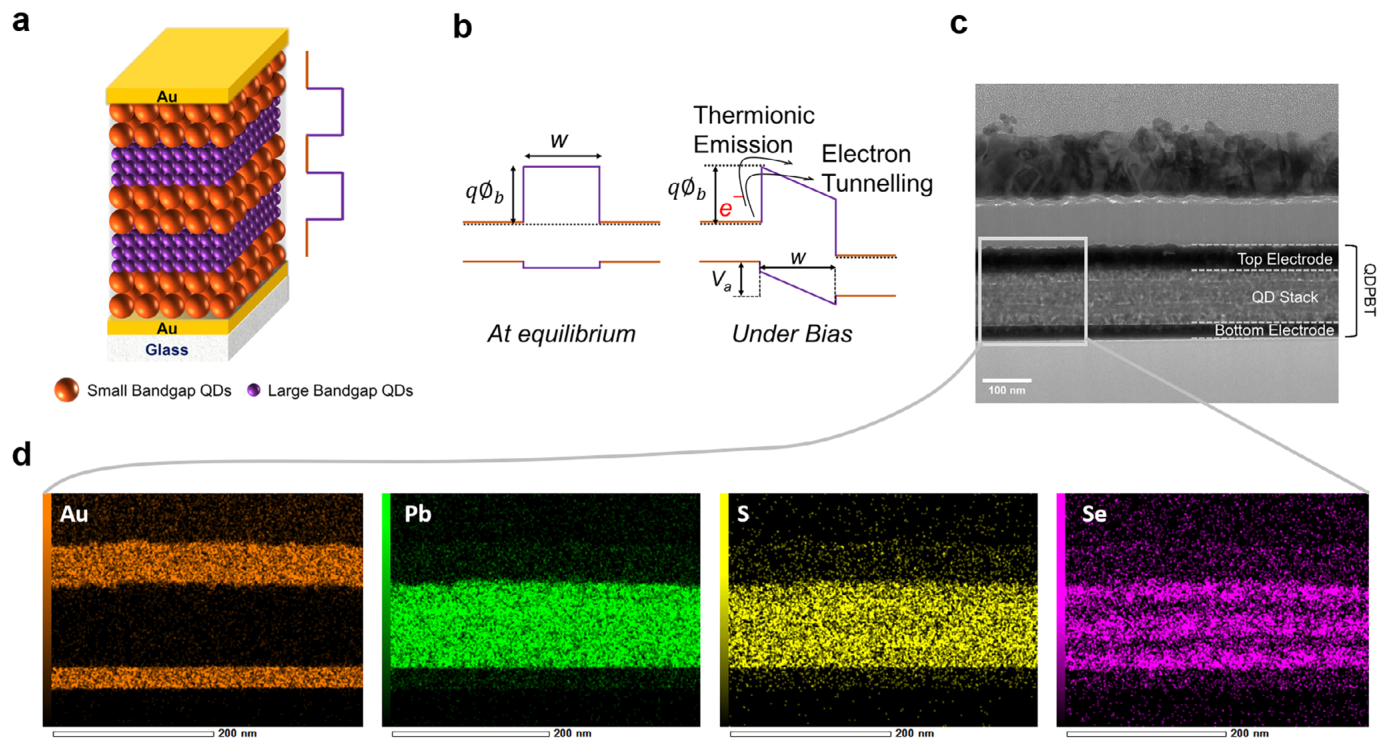 a
Au
Au
Glass
Small Bandgap QDs
Large Bandgap QDs
b
w
qØb
At equilibrium
Thermionic
Emission
Electron
Tunnelling
qØb
e−
w
Va
Under Bias
c
Top Electrode
QD Stack
Bottom Electrode
QDPBT
100 nm
d
Au
200 nm
Pb
200 nm
S
200 nm
Se
200 nm